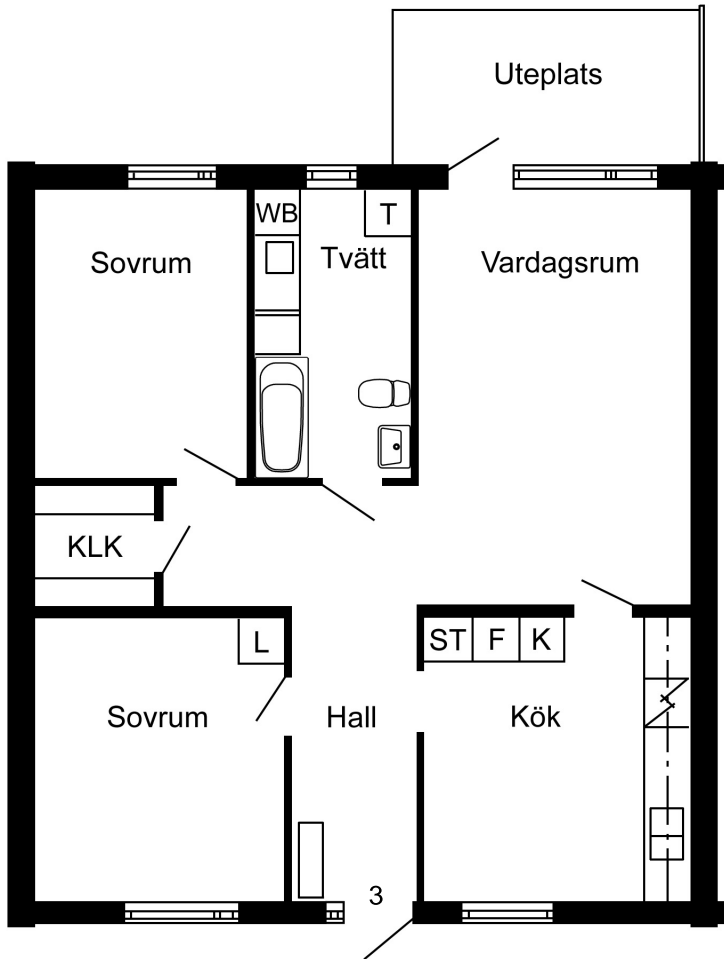 Uteplats
WB
T
Sovrum
Tvätt
Vardagsrum
KLK
L
ST
F
K
Sovrum
Hall
Kök
3